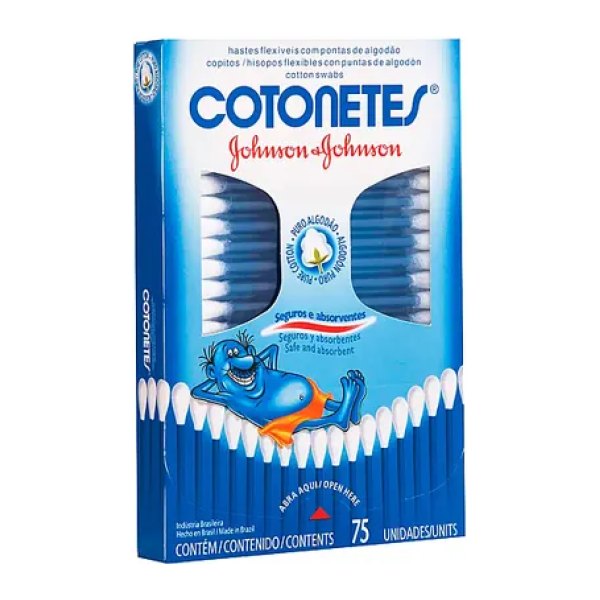 hastes flexíveis com pontas de algodão
copitos / hisopos flexibles con puntas de algodón
cotton swabs
COTONETES®
Johnson & Johnson
PURO ALGODÃO • ALGODÓN PURO • PURE COTTON •
Seguros e absorventes
Seguros y absorbentes
Safe and absorbent
COTONETES
ABRA AQUI/OPEN HERE
Indústria Brasileira
Hecho en Brasil / Made in Brazil
CONTÉM/CONTENIDO/CONTENTS 75 UNIDADES/UNITS